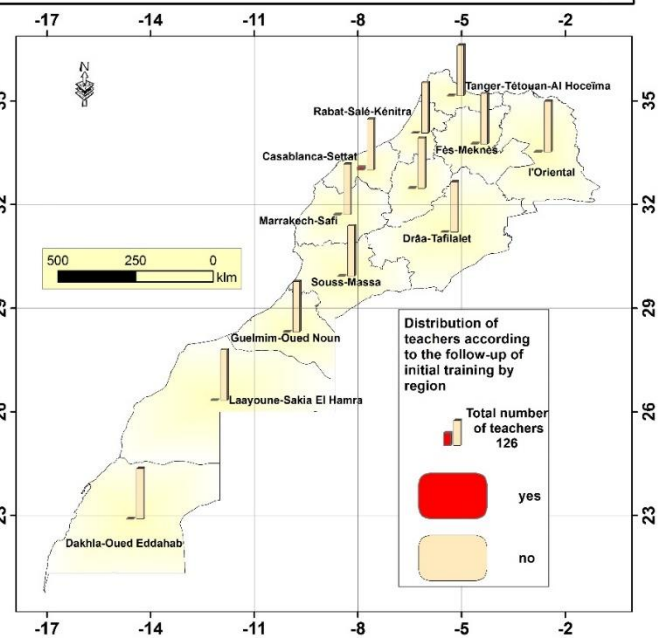 -17 -14 -11 -8 -5 -2
N
Tanger-Tétouan-Al Hoceïma
35
Rabat-Salé-Kénitra
Fès-Meknès
Casablanca-Settat
l'Oriental
32
32
Marrakech-Safi
Drâa-Tafilalet
500 250 0
klm
Souss-Massa
29
29
Guelmim-Oued Noun
Distribution of
teachers according
to the follow-up of
initial training by
region
Laayoune-Sakia El Hamra
26
26
Total number
of teachers
126
yes
23
23
no
Dakhla-Oued Eddahab
-17 -14 -11 -8 -5 -2